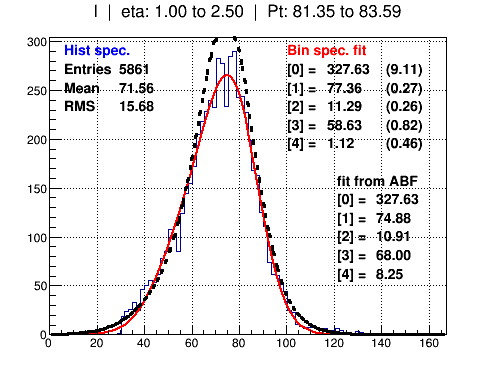 I | eta: 1.00 to 2.50 | Pt: 81.35 to 83.59
Hist spec.
Entries 5861
Mean 71.56
RMS 15.68
Bin spec. fit
[0] = 327.63 (9.11)
[1] = 77.36 (0.27)
[2] = 11.29 (0.26)
[3] = 58.63 (0.82)
[4] = 1.12 (0.46)
fit from ABF
[0] = 327.63
[1] = 74.88
[2] = 10.91
[3] = 68.00
[4] = 8.25
300
250
200
150
100
50
0
0 20 40 60 80 100 120 140 160